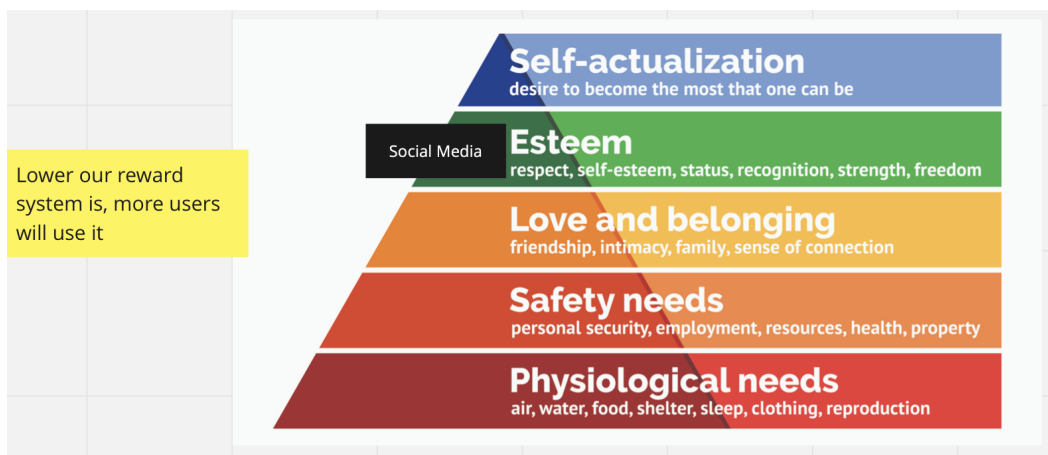 Self-actualization
desire to become the most that one can be
Social Media
Esteem
respect, self-esteem, status, recognition, strength, freedom
Lower our reward
system is, more users
will use it
Love and belonging
friendship, intimacy, family, sense of connection
Safety needs
personal security, employment, resources, health, property
Physiological needs
air, water, food, shelter, sleep, clothing, reproduction